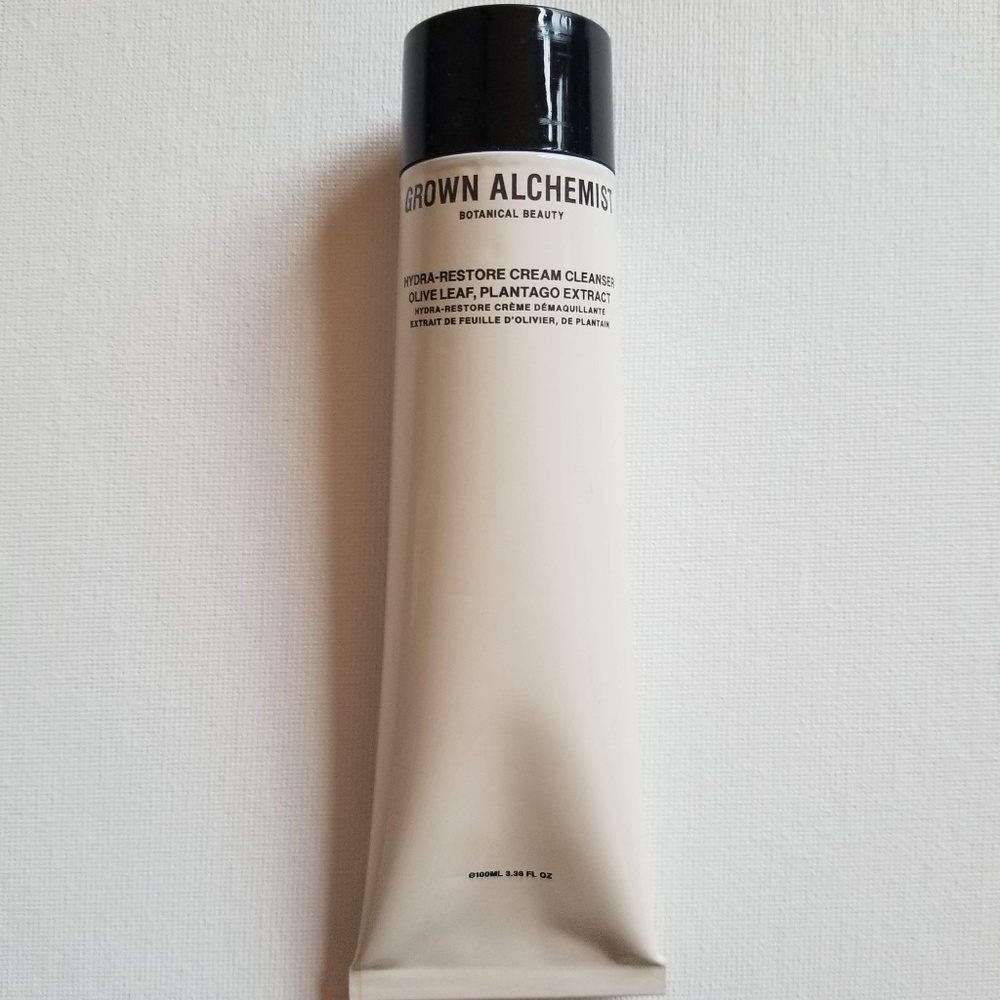 GROWN ALCHEMIST
BOTANICAL BEAUTY
HYDRA-RESTORE CREAM CLEANSER
OLIVE LEAF, PLANTAGO EXTRACT
HYDRA-RESTORE CRÈME DÉMAQUILLANTE
EXTRAIT DE FEUILLE D'OLIVIER, DE PLANTAIN
℮100ML 3.38 FL OZ